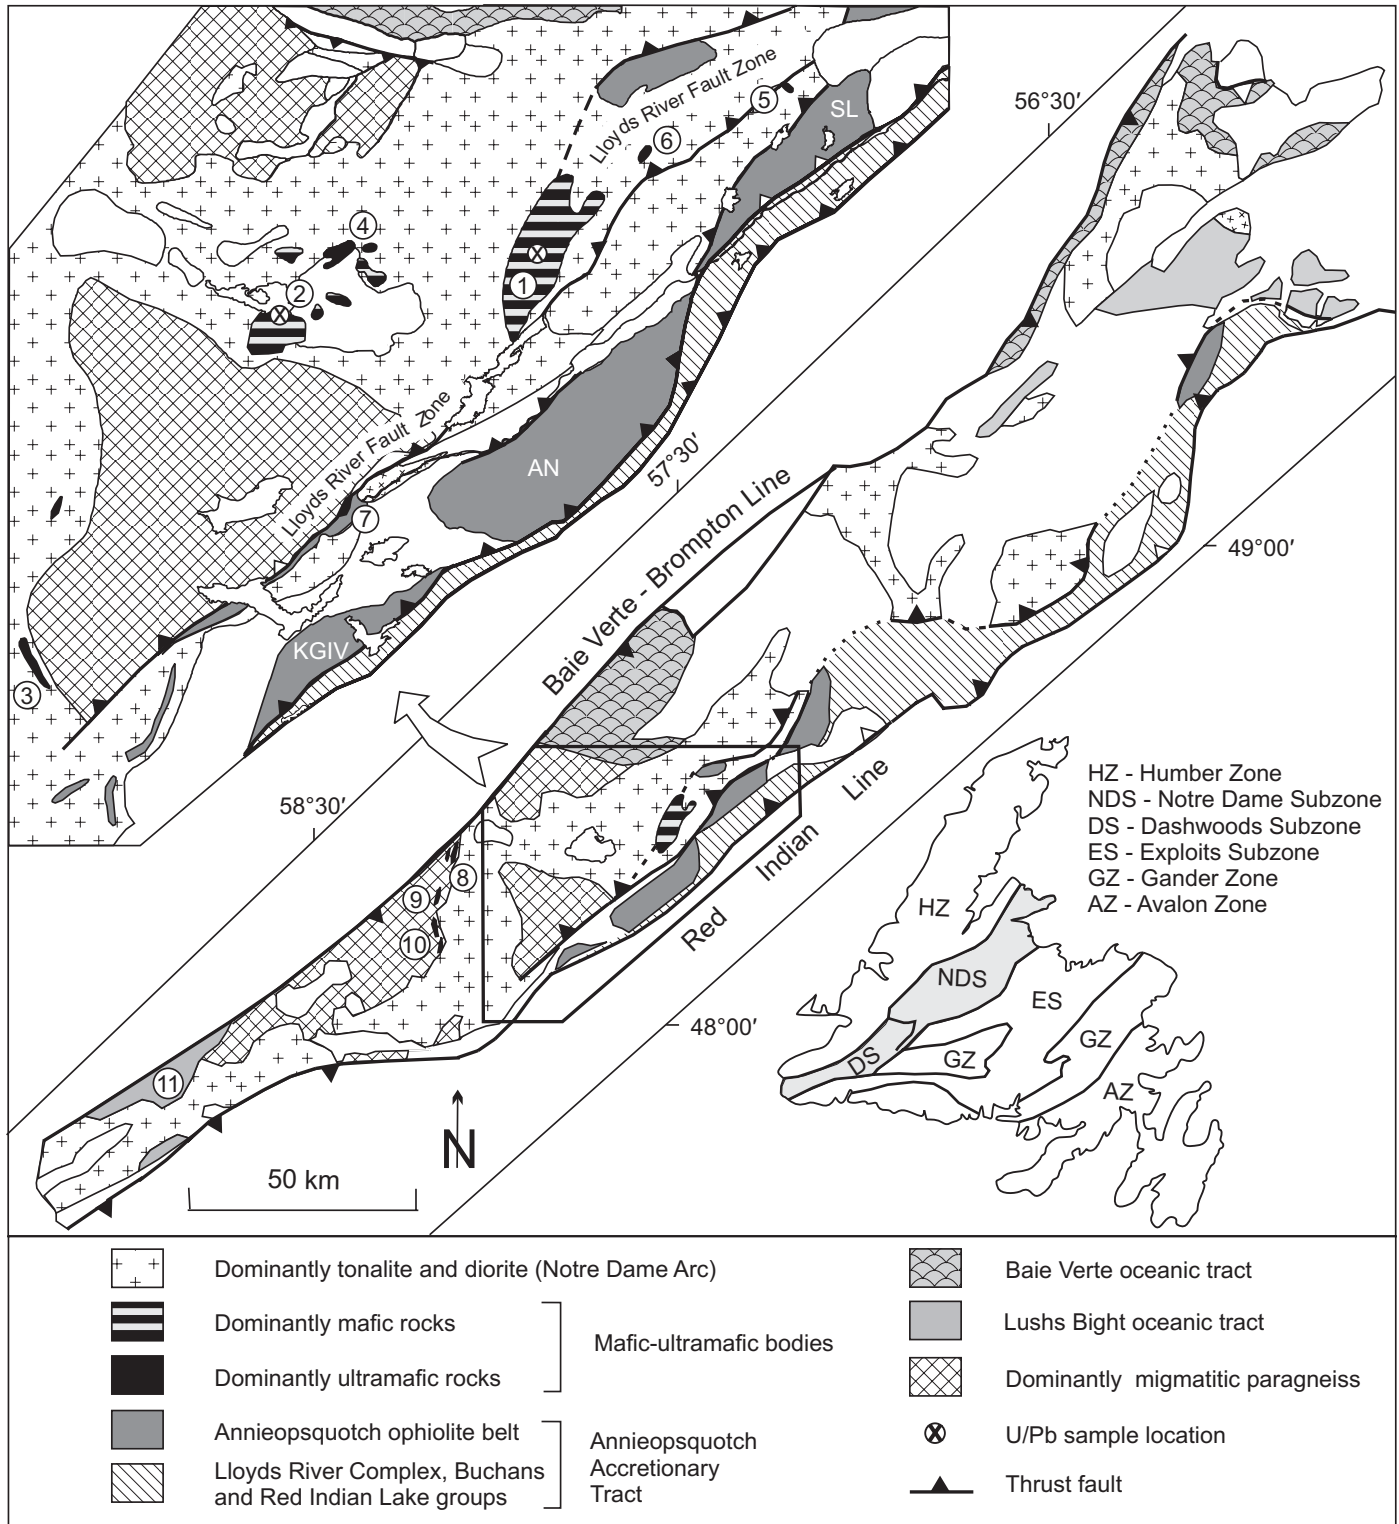 Lloyds River Fault Zone
5
SL
6
56°30′
4
1
2
Lloyds River Fault Zone
AN
57°30′
7
Baie Verte - Brompton Line
49°00′
KGIV
3
58°30′
Red Indian Line
HZ - Humber Zone
NDS - Notre Dame Subzone
DS - Dashwoods Subzone
ES - Exploits Subzone
GZ - Gander Zone
AZ - Avalon Zone
8
9
10
HZ
NDS
ES
48°00′
GZ
DS
GZ
AZ
11
N
50 km
Dominantly tonalite and diorite (Notre Dame Arc)
Dominantly mafic rocks
Mafic-ultramafic bodies
Dominantly ultramafic rocks
Annieopsquotch ophiolite belt
Lloyds River Complex, Buchans
and Red Indian Lake groups
Annieopsquotch
Accretionary
Tract
Baie Verte oceanic tract
Lushs Bight oceanic tract
Dominantly migmatitic paragneiss
U/Pb sample location
Thrust fault